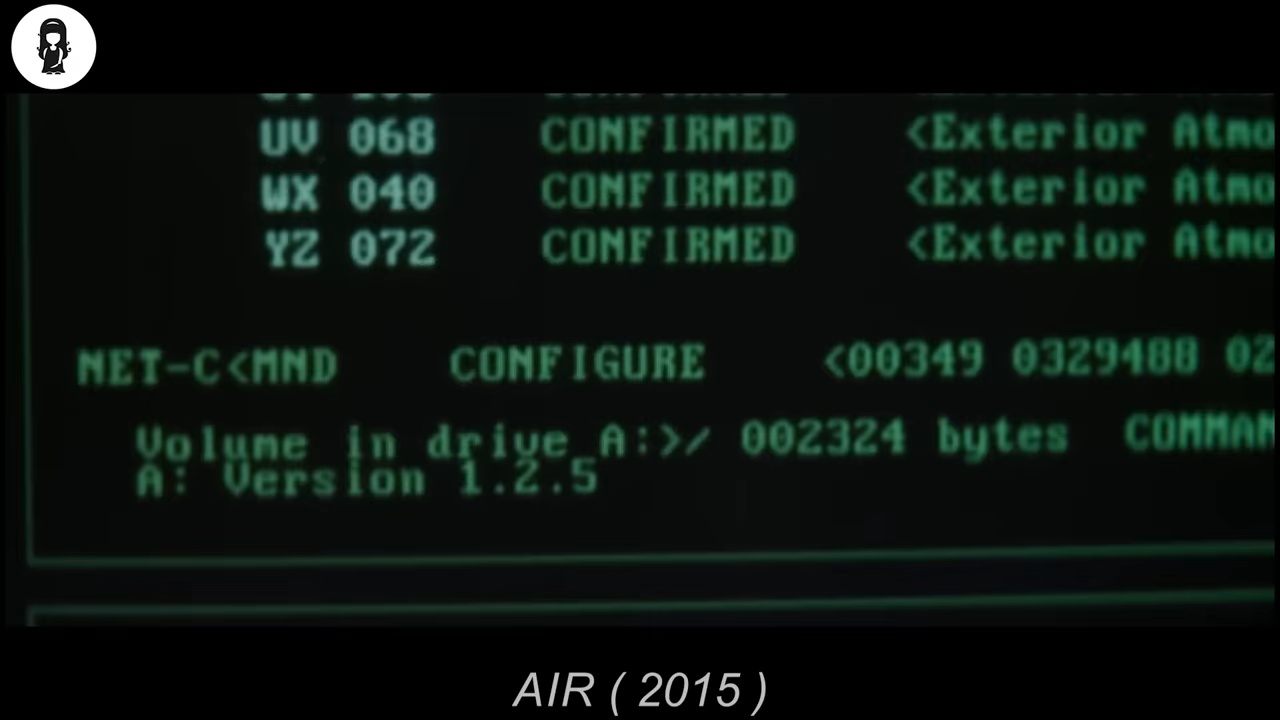 UV 068 CONFIRMED <Exterior Atmo
WX 040 CONFIRMED <Exterior Atmo
YZ 072 CONFIRMED <Exterior Atmo
NET-C<MND CONFIGURE <00349 0329488 02
Volume in drive A:>/ 002324 bytes COMMAN
A: Version 1.2.5
AIR ( 2015 )